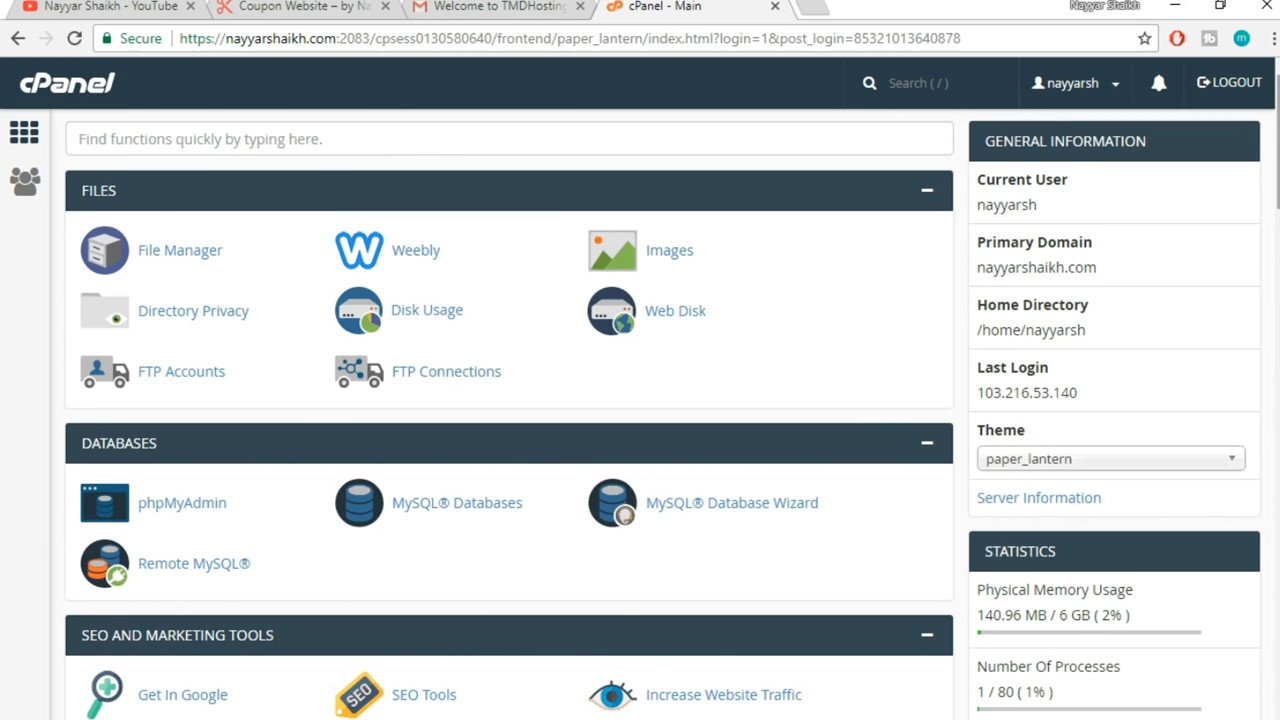 Nayyar Shaikh - YouTube
Coupon Website – by Na
Welcome to TMDHosting
cPanel - Main
Nayyar Shaikh
Secure
https://nayyarshaikh.com:2083/cpsess0130580640/frontend/paper_lantern/index.html?login=1&post_login=85321013640878
cPanel
Search ( / )
nayyarsh
LOGOUT
Find functions quickly by typing here.
FILES
File Manager
Weebly
Images
Directory Privacy
Disk Usage
Web Disk
FTP Accounts
FTP Connections
DATABASES
phpMyAdmin
MySQL® Databases
MySQL® Database Wizard
Remote MySQL®
SEO AND MARKETING TOOLS
Get In Google
SEO
SEO Tools
Increase Website Traffic
GENERAL INFORMATION
Current User
nayyarsh
Primary Domain
nayyarshaikh.com
Home Directory
/home/nayyarsh
Last Login
103.216.53.140
Theme
paper_lantern
Server Information
STATISTICS
Physical Memory Usage
140.96 MB / 6 GB ( 2% )
Number Of Processes
1 / 80 ( 1% )